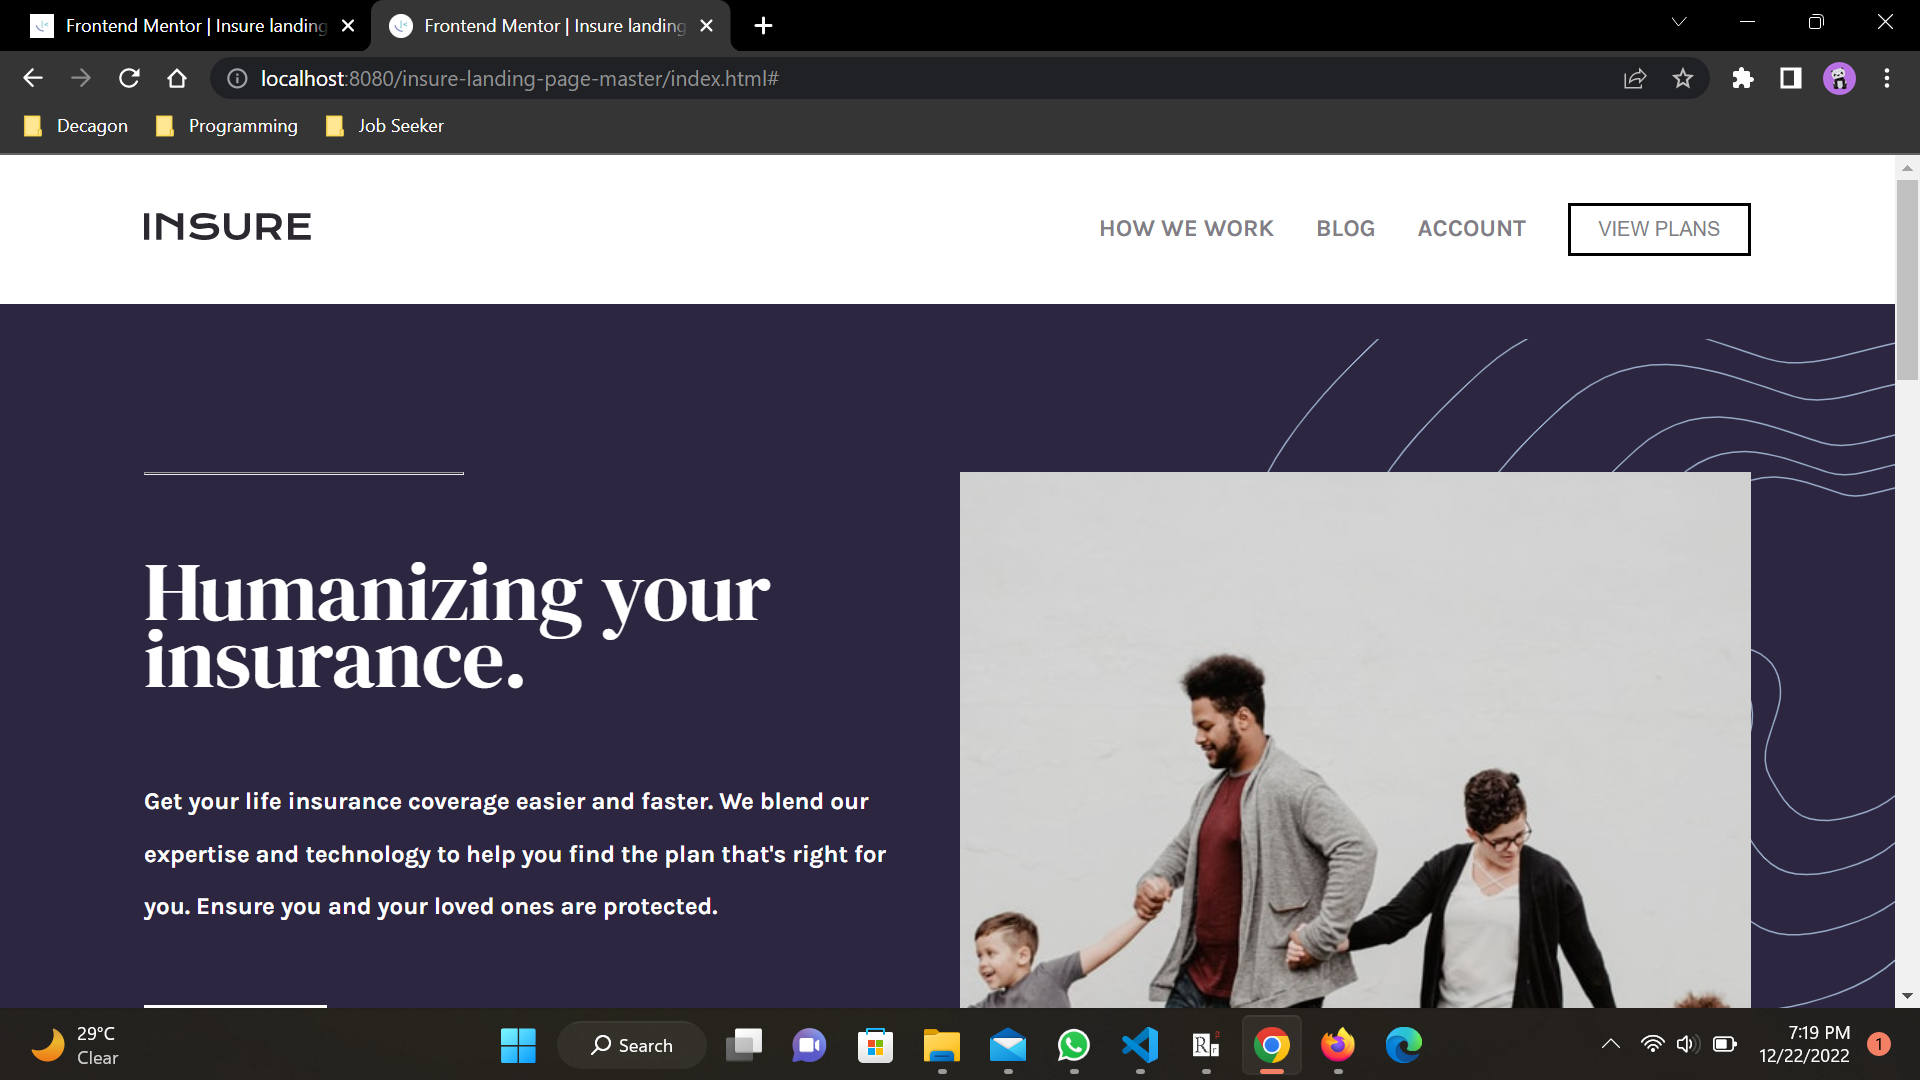 Frontend Mentor | Insure landing
Frontend Mentor | Insure landing
localhost:8080/insure-landing-page-master/index.html#
Decagon
Programming
Job Seeker
INSURE
HOW WE WORK
BLOG
ACCOUNT
VIEW PLANS
Humanizing your
insurance.
Get your life insurance coverage easier and faster. We blend our
expertise and technology to help you find the plan that's right for
you. Ensure you and your loved ones are protected.
29°C
Clear
Search
7:19 PM
12/22/2022
1